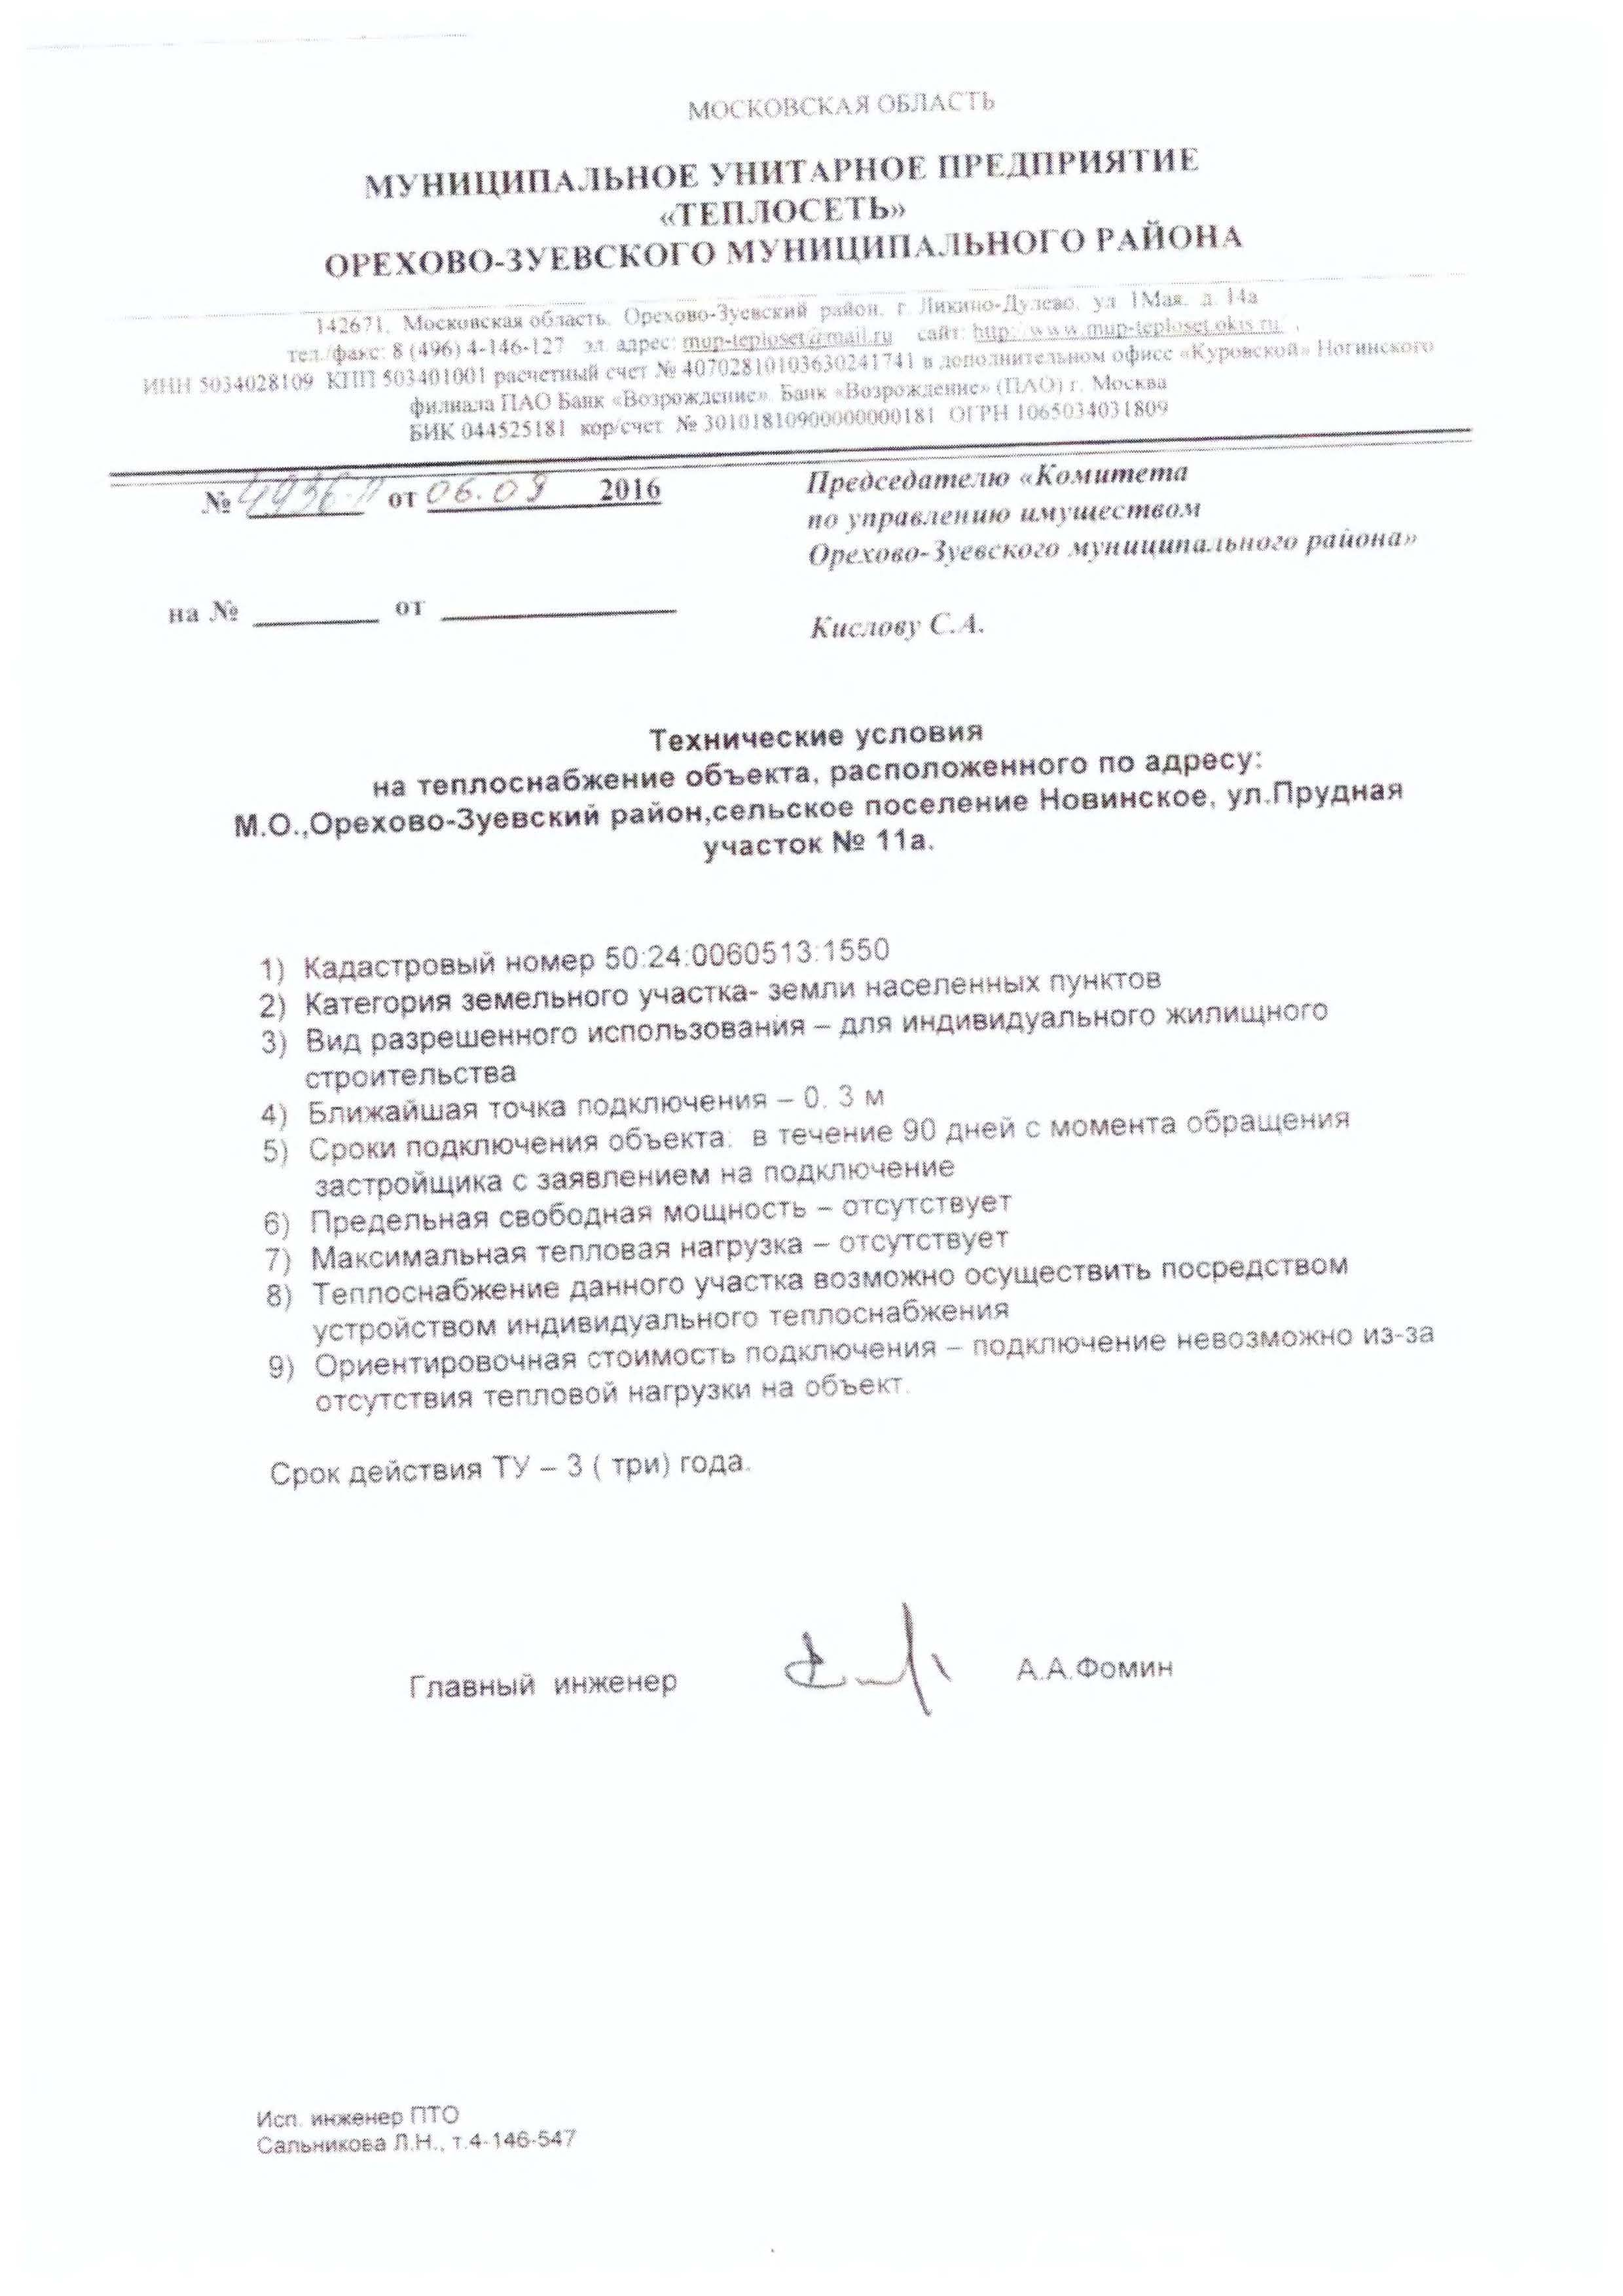 МОСКОВСКАЯ ОБЛАСТЬ
МУНИЦИПАЛЬНОЕ УНИТАРНОЕ ПРЕДПРИЯТИЕ
«ТЕПЛОСЕТЬ»
ОРЕХОВО-ЗУЕВСКОГО МУНИЦИПАЛЬНОГО РАЙОНА
142671, Московская область, Орехово-Зуевский район, г. Ликино-Дулево, ул 1Мая, д. 14а
тел./факс: 8 (496) 4-146-127 эл. адрес: mup-teploset@mail.ru сайт: http://www.mup-teploset.okis.ru/ ,
ИНН 5034028109 КПП 503401001 расчетный счет № 40702810103630241741 в дополнительном офисе «Куровской» Ногинского
филиала ПАО Банк «Возрождение», Банк «Возрождение» (ПАО) г. Москва
БИК 044525181 кор/счет № 30101810900000000181 ОГРН 1065034031809
№ от 06.09 2016
Председателю «Комитета
по управлению имуществом
Орехово-Зуевского муниципального района»
на № от
Кислову С.А.
Технические условия
на теплоснабжение объекта, расположенного по адресу:
М.О.,Орехово-Зуевский район,сельское поселение Новинское, ул.Прудная
участок № 11а.
1) Кадастровый номер 50:24:0060513:1550
2) Категория земельного участка- земли населенных пунктов
3) Вид разрешенного использования – для индивидуального жилищного
строительства
4) Ближайшая точка подключения – 0. 3 м
5) Сроки подключения объекта: в течение 90 дней с момента обращения
застройщика с заявлением на подключение
6) Предельная свободная мощность – отсутствует
7) Максимальная тепловая нагрузка – отсутствует
8) Теплоснабжение данного участка возможно осуществить посредством
устройством индивидуального теплоснабжения
9) Ориентировочная стоимость подключения – подключение невозможно из-за
отсутствия тепловой нагрузки на объект.
Срок действия ТУ – 3 ( три) года.
Главный инженер А.А.Фомин
Исп. инженер ПТО
Сальникова Л.Н., т.4-146-547